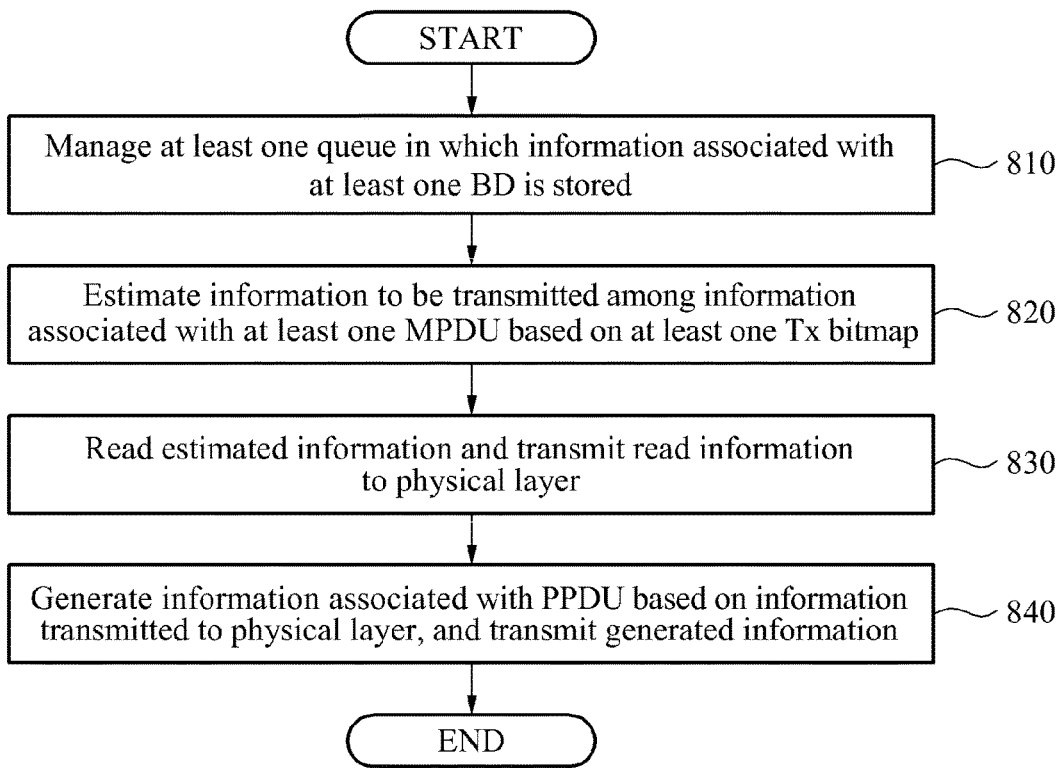 START
Manage at least one queue in which information associated with
at least one BD is stored
810
Estimate information to be transmitted among information
associated with at least one MPDU based on at least one Tx bitmap
820
Read estimated information and transmit read information
to physical layer
830
Generate information associated with PPDU based on information
transmitted to physical layer, and transmit generated information
840
END